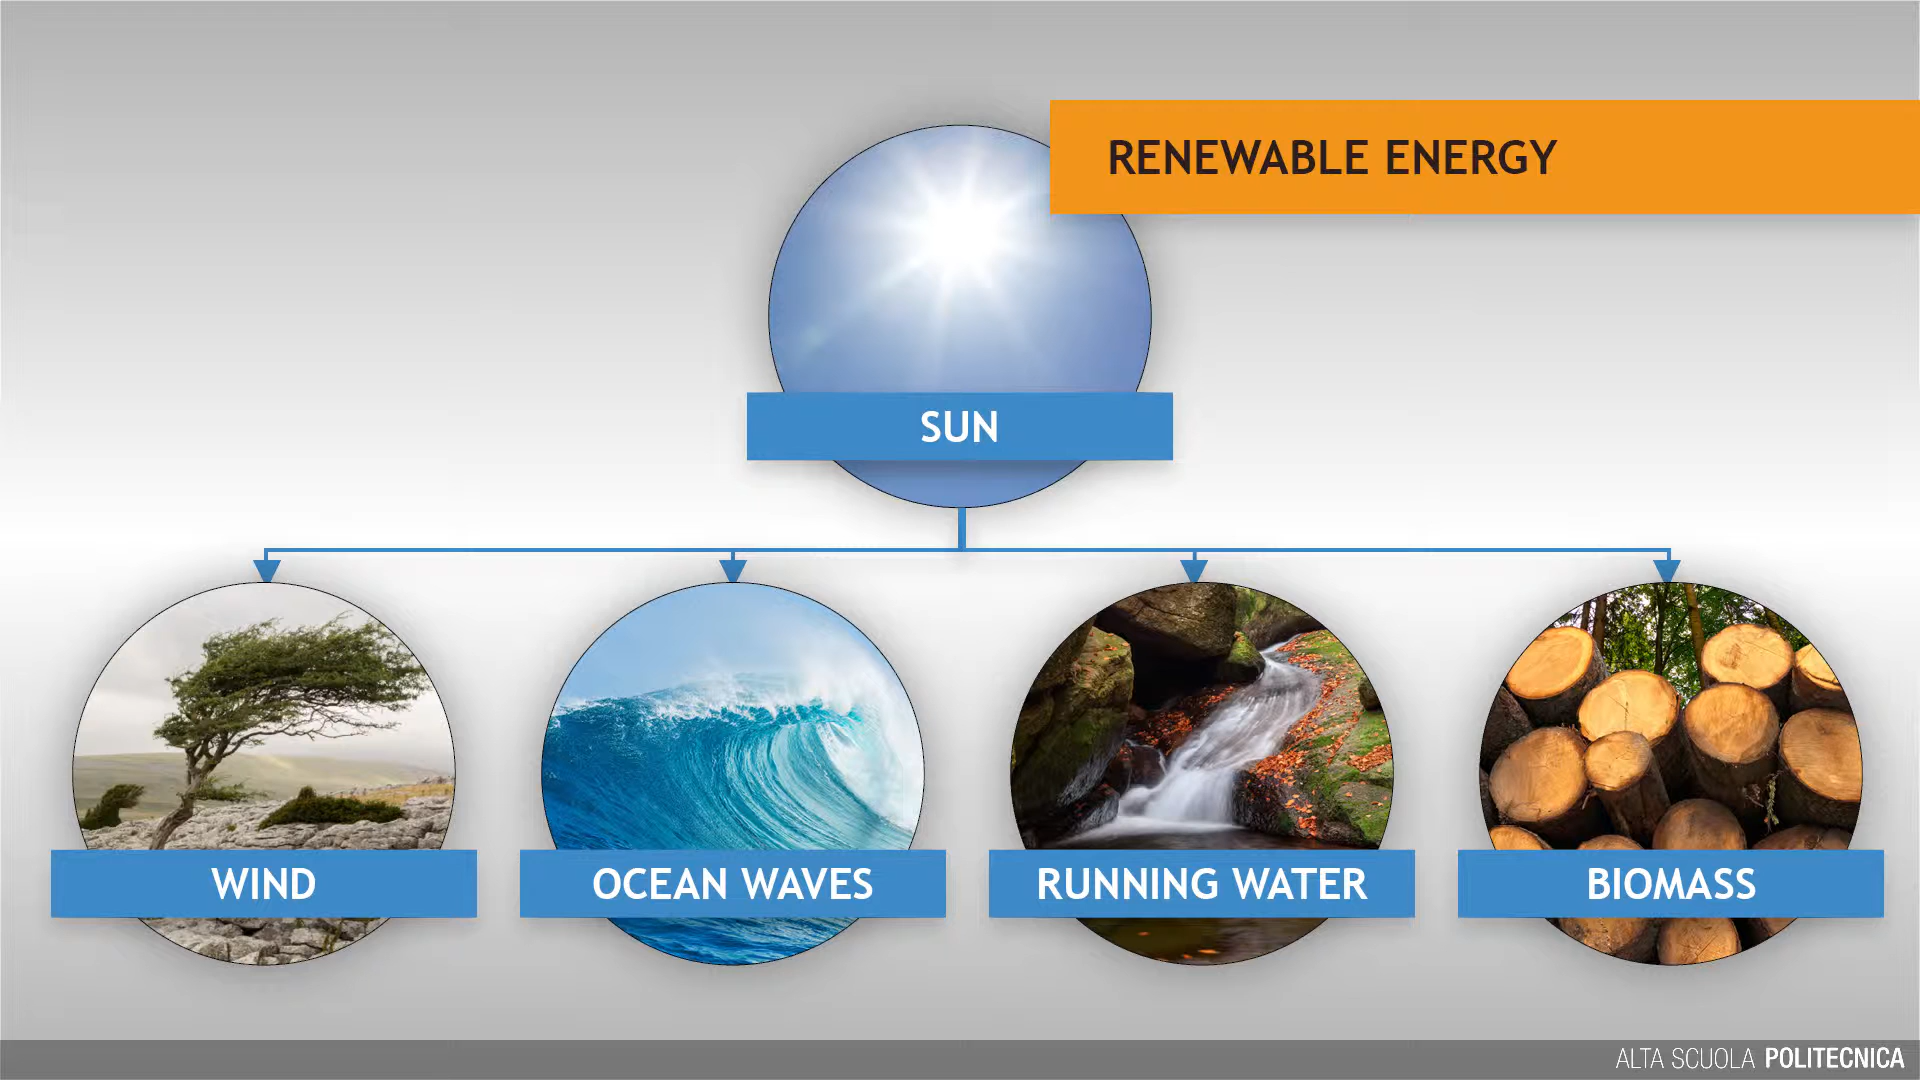 RENEWABLE ENERGY
SUN
WIND
OCEAN WAVES
RUNNING WATER
BIOMASS
ALTA SCUOLA POLITECNICA